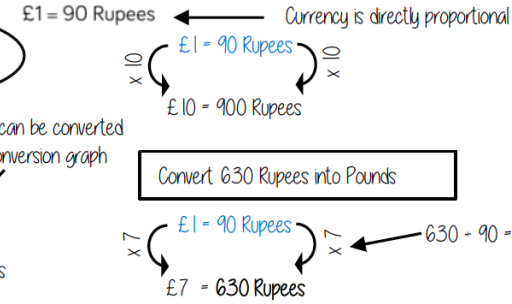 £1 = 90 Rupees
Currency is directly proportional
£1 = 90 Rupees
x 10
x 10
£10 = 900 Rupees
can be converted
onversion graph
Convert 630 Rupees into Pounds
£1 = 90 Rupees
x 7
x 7
630 ÷ 90 =
s
£7 = 630 Rupees